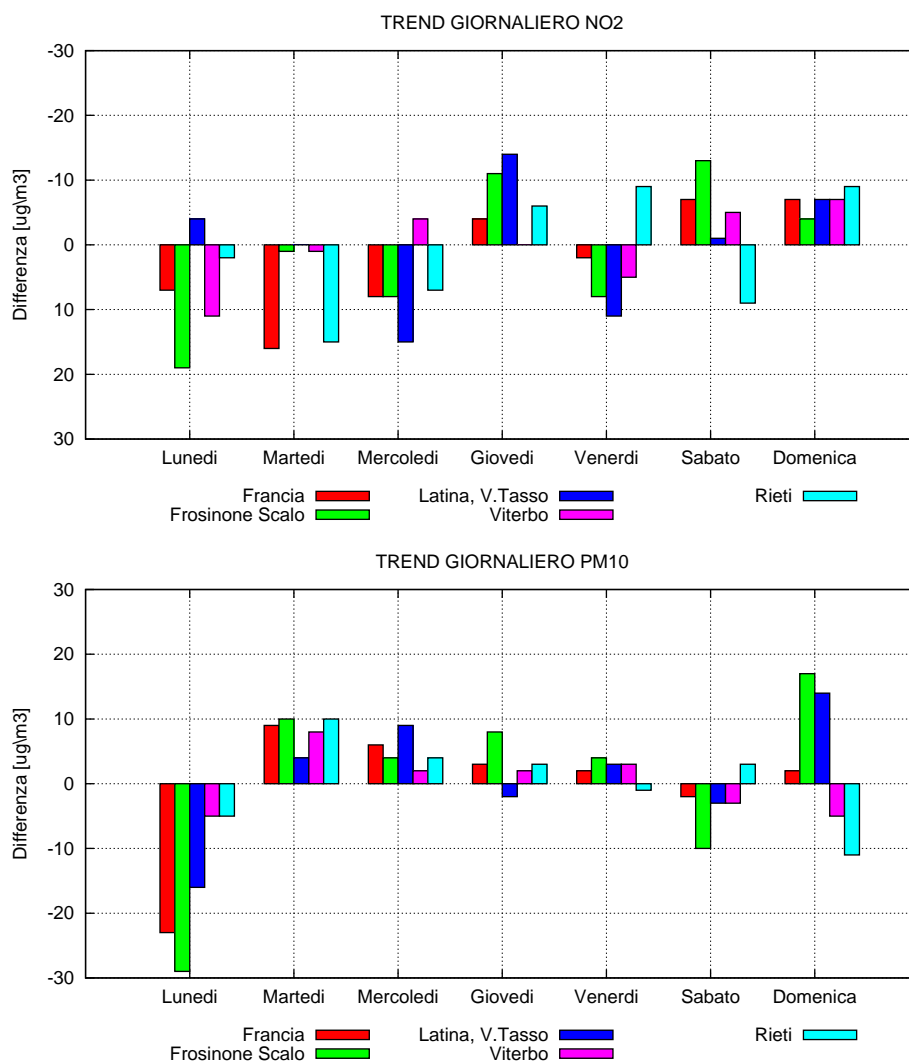 TREND GIORNALIERO NO2
-30
-20
-10
0
10
20
30
Differenza [ug\m3]
Lunedi Martedi Mercoledi Giovedi Venerdi Sabato Domenica
Francia Latina, V.Tasso Rieti
Frosinone Scalo Viterbo
TREND GIORNALIERO PM10
30
20
10
0
-10
-20
-30
Differenza [ug\m3]
Lunedi Martedi Mercoledi Giovedi Venerdi Sabato Domenica
Francia Latina, V.Tasso Rieti
Frosinone Scalo Viterbo